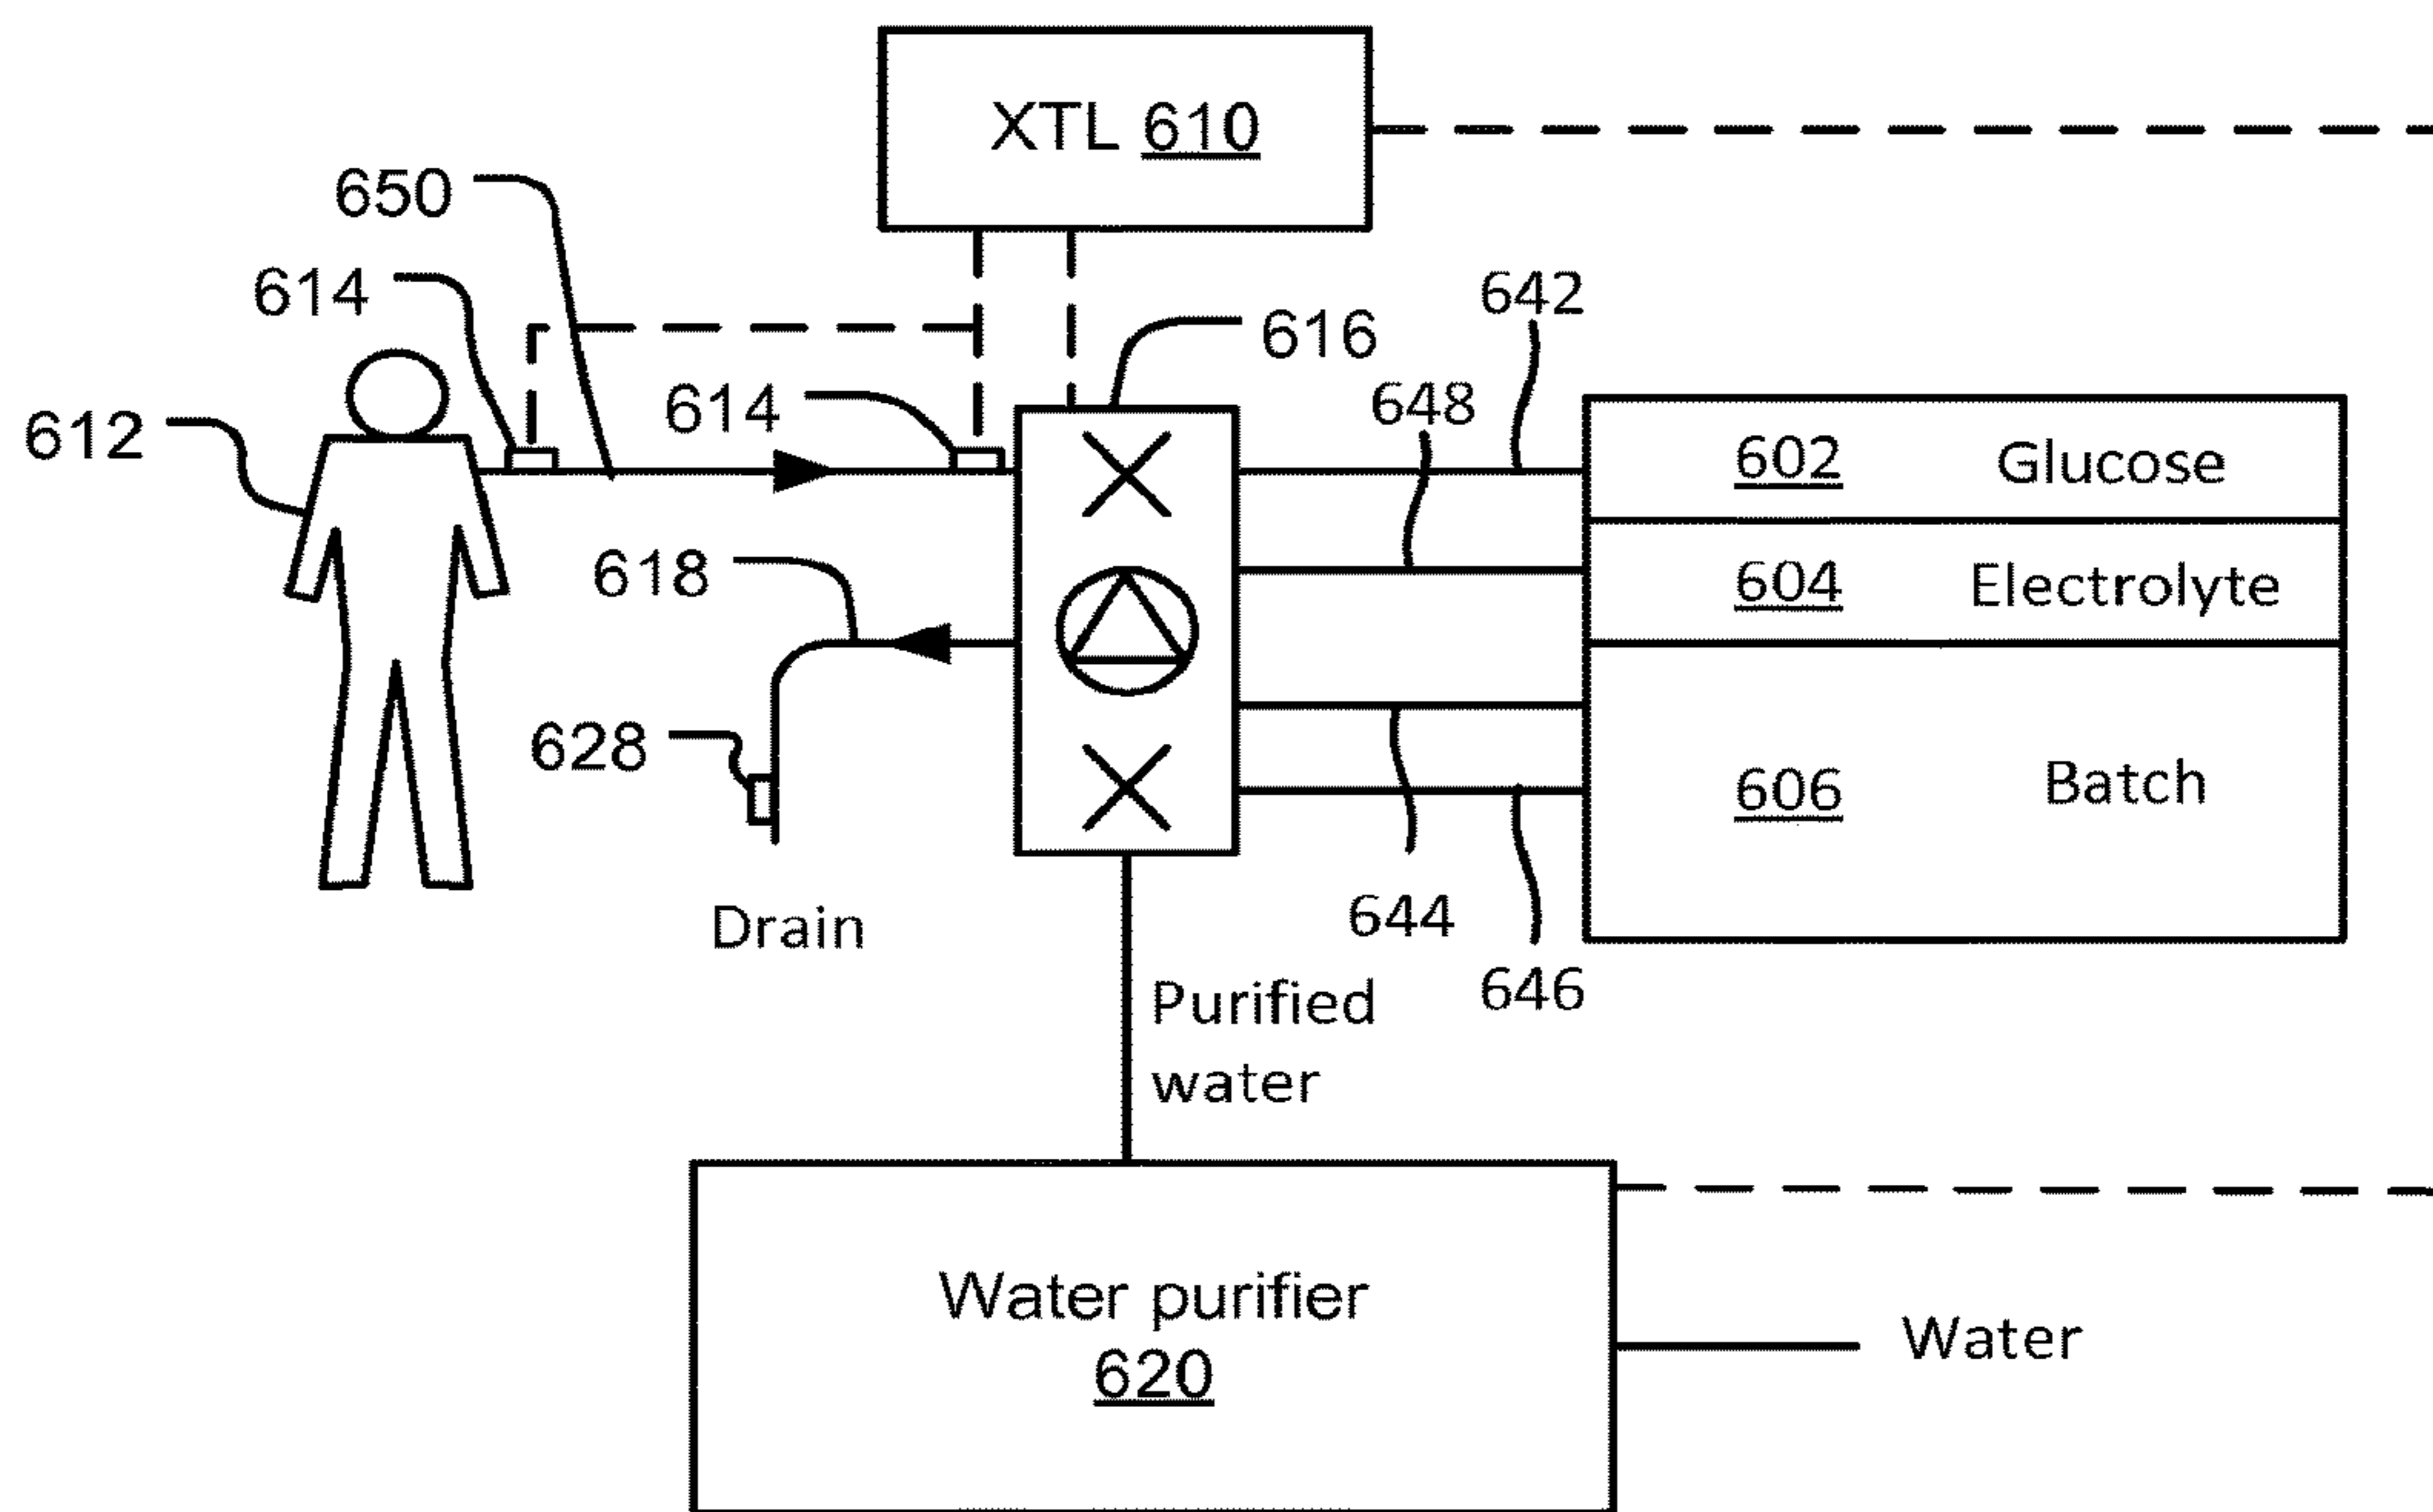 XTL 610
650
614
642
616
648
614
612
602 Glucose
618
604 Electrolyte
628
606 Batch
644
Drain
646
Purified
water
Water purifier
620
Water